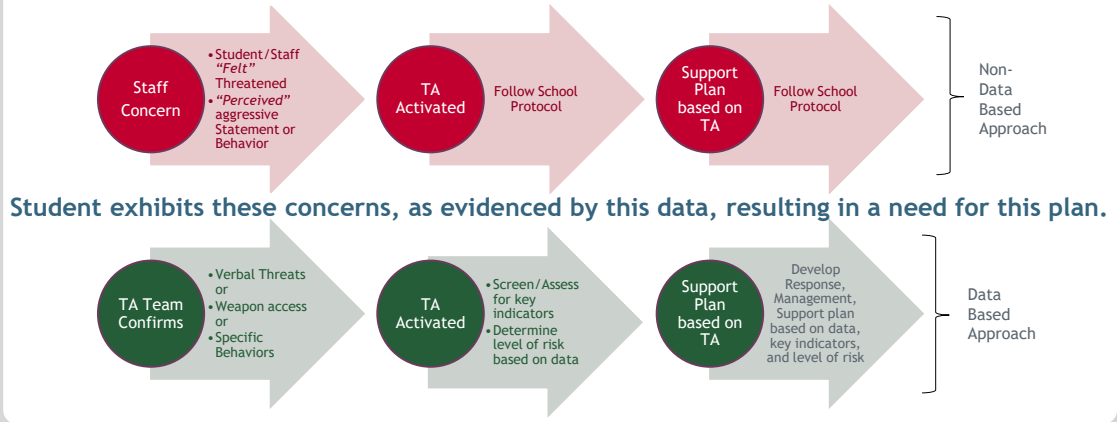 Staff
Concern
•Student/Staff
"Felt"
Threatened
•"Perceived"
aggressive
Statement or
Behavior
TA
Activated
Follow School
Protocol
Support
Plan
based on
TA
Follow School
Protocol
Non-
Data
Based
Approach
Student exhibits these concerns, as evidenced by this data, resulting in a need for this plan.
TA Team
Confirms
•Verbal Threats
or
•Weapon access
or
•Specific
Behaviors
TA
Activated
•Screen/Assess
for key
indicators
•Determine
level of risk
based on data
Support
Plan
based on
TA
Develop
Response,
Management,
Support plan
based on data,
key indicators,
and level of risk
Data
Based
Approach